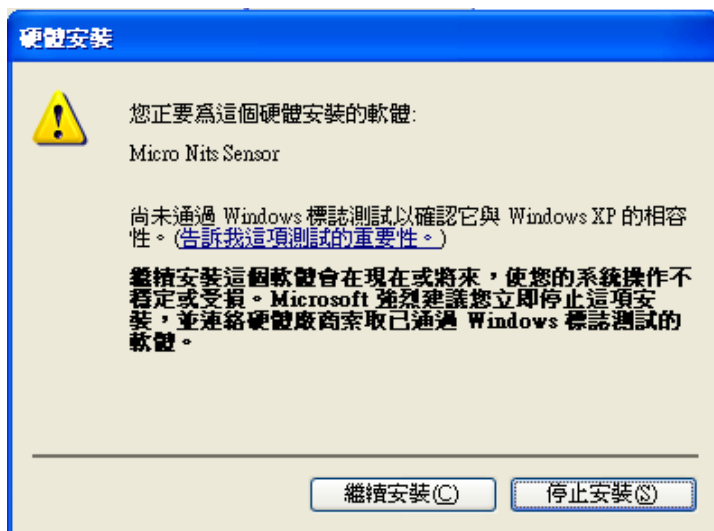 硬體安裝
您正要為這個硬體安裝的軟體:
Micro Nits Sensor
尚未通過 Windows 標誌測試以確認它與 Windows XP 的相容
性。(告訴我這項測試的重要性。)
繼續安裝這個軟體會在現在或將來，使您的系統操作不
穩定或受損。Microsoft 強烈建議您立即停止這項安
裝，並連絡硬體廠商索取已通過 Windows 標誌測試的
軟體。
繼續安裝(C)
停止安裝(S)